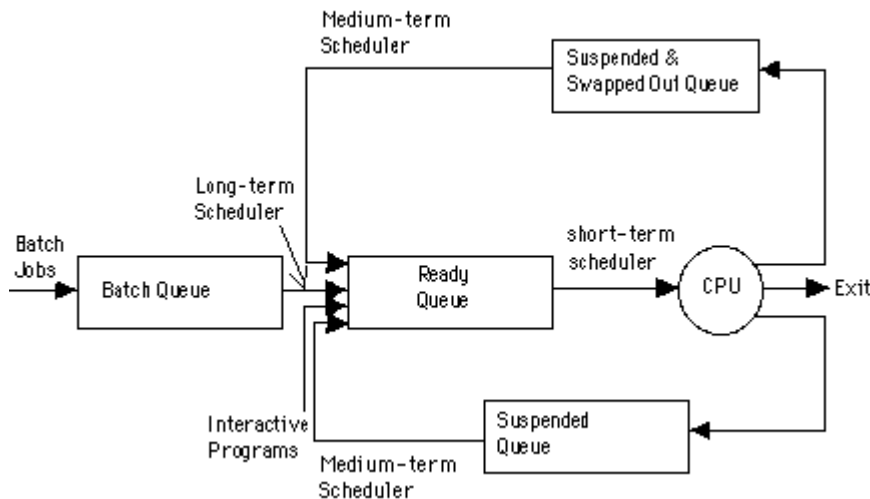 Medium-term
Scheduler
Suspended &
Swapped Out Queue
Long-term
Scheduler
Batch
Jobs
Batch Queue
Ready
Queue
short-term
scheduler
CPU
Exit
Interactive
Programs
Suspended
Queue
Medium-term
Scheduler